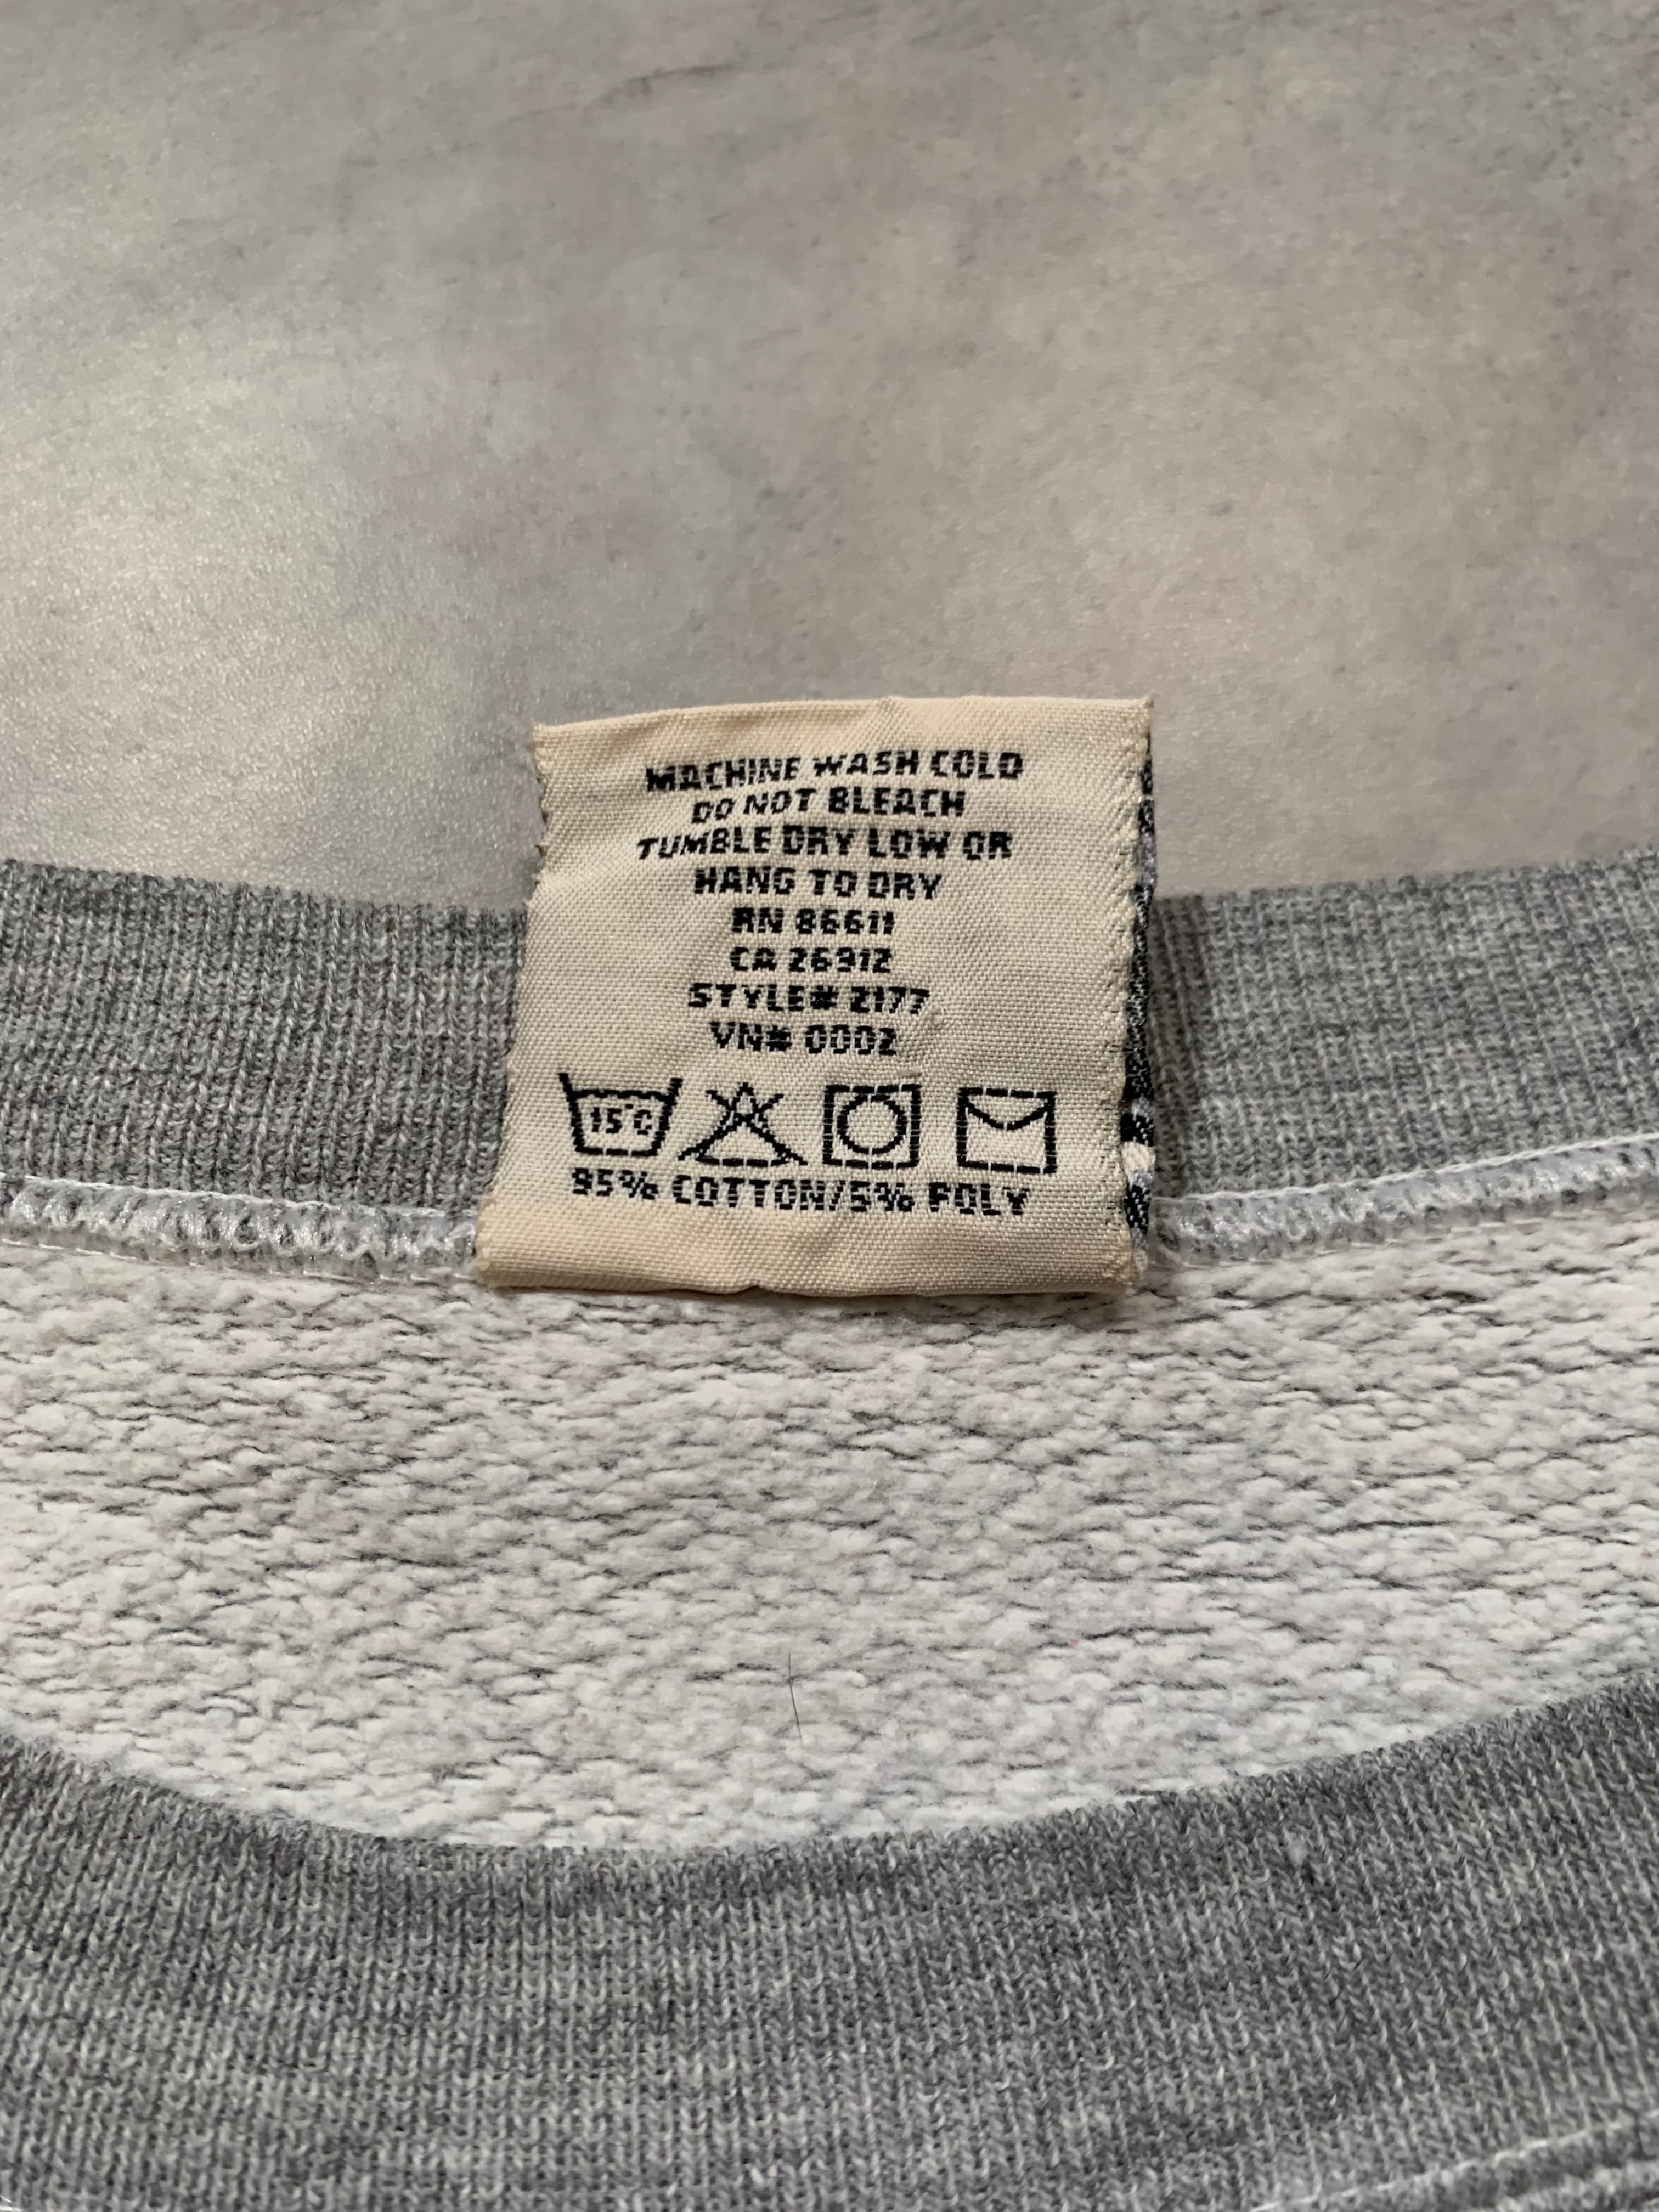 MACHINE WASH COLD
DO NOT BLEACH
TUMBLE DRY LOW OR
HANG TO DRY
RN 86611
CA 26912
STYLE# 2177
VN# 0002
15°C
95% COTTON/5% POLY